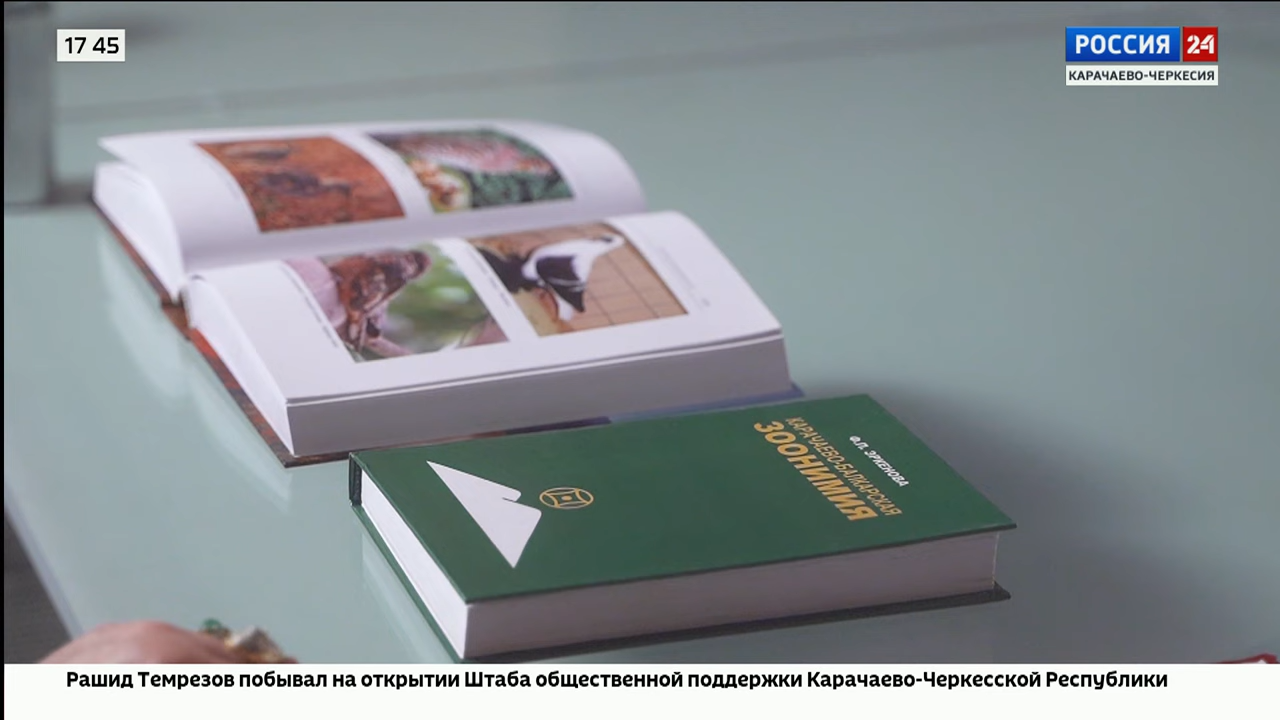 17 45
РОССИЯ 24
КАРАЧАЕВО-ЧЕРКЕСИЯ
Ф.П. ЭРКЕНОВА
КАРАЧАЕВО-БАЛКАРСКАЯ
ЗООНИМИЯ
Рашид Темрезов побывал на открытии Штаба общественной поддержки Карачаево-Черкесской Республики